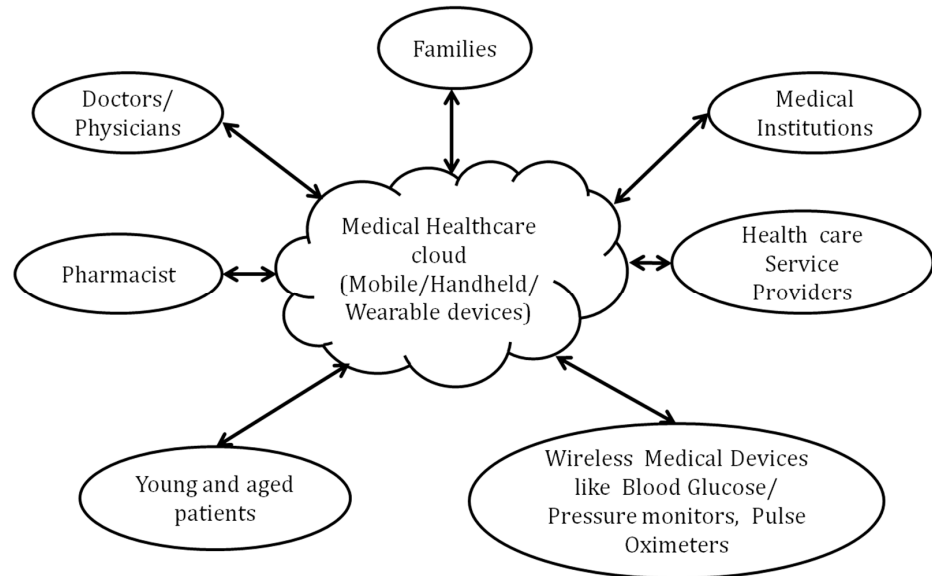 Families
Doctors/
Physicians
Medical
Institutions
Medical Healthcare
cloud
(Mobile/Handheld/
Wearable devices)
Pharmacist
Health care
Service
Providers
Young and aged
patients
Wireless Medical Devices
like Blood Glucose/
Pressure monitors, Pulse
Oximeters